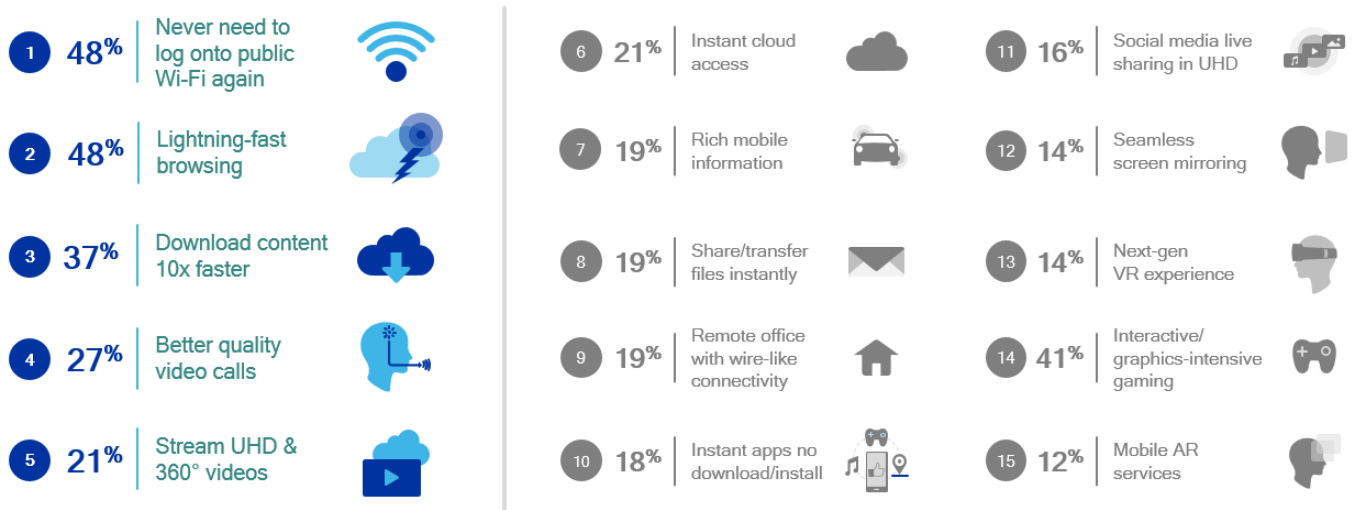 1 48% Never need to
log onto public
Wi-Fi again
2 48% Lightning-fast
browsing
3 37% Download content
10x faster
4 27% Better quality
video calls
5 21% Stream UHD &
360° videos
6 21% Instant cloud
access
7 19% Rich mobile
information
8 19% Share/transfer
files instantly
9 19% Remote office
with wire-like
connectivity
10 18% Instant apps no
download/install
11 16% Social media live
sharing in UHD
12 14% Seamless
screen mirroring
13 14% Next-gen
VR experience
14 41% Interactive/
graphics-intensive
gaming
15 12% Mobile AR
services